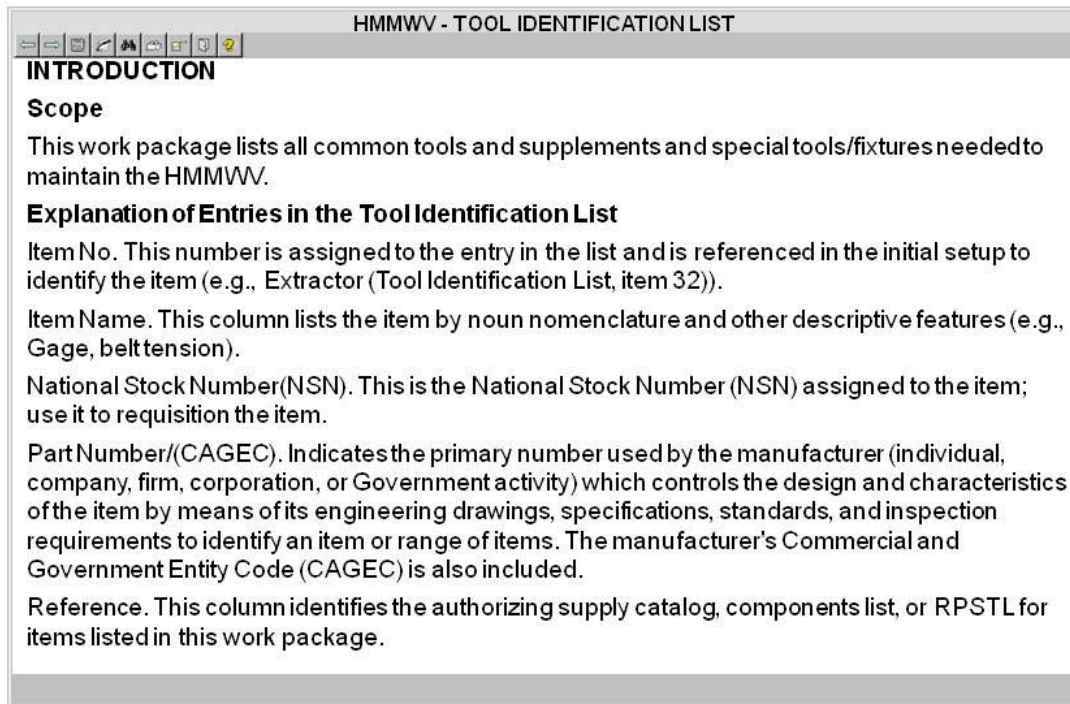 HMMWV - TOOL IDENTIFICATION LIST
INTRODUCTION
Scope
This work package lists all common tools and supplements and special tools/fixtures needed to
maintain the HMMWV.
Explanation of Entries in the Tool Identification List
Item No. This number is assigned to the entry in the list and is referenced in the initial setup to
identify the item (e.g., Extractor (Tool Identification List, item 32)).
Item Name. This column lists the item by noun nomenclature and other descriptive features (e.g.,
Gage, belt tension).
National Stock Number(NSN). This is the National Stock Number (NSN) assigned to the item;
use it to requisition the item.
Part Number/(CAGEC). Indicates the primary number used by the manufacturer (individual,
company, firm, corporation, or Government activity) which controls the design and characteristics
of the item by means of its engineering drawings, specifications, standards, and inspection
requirements to identify an item or range of items. The manufacturer's Commercial and
Government Entity Code (CAGEC) is also included.
Reference. This column identifies the authorizing supply catalog, components list, or RPSTL for
items listed in this work package.